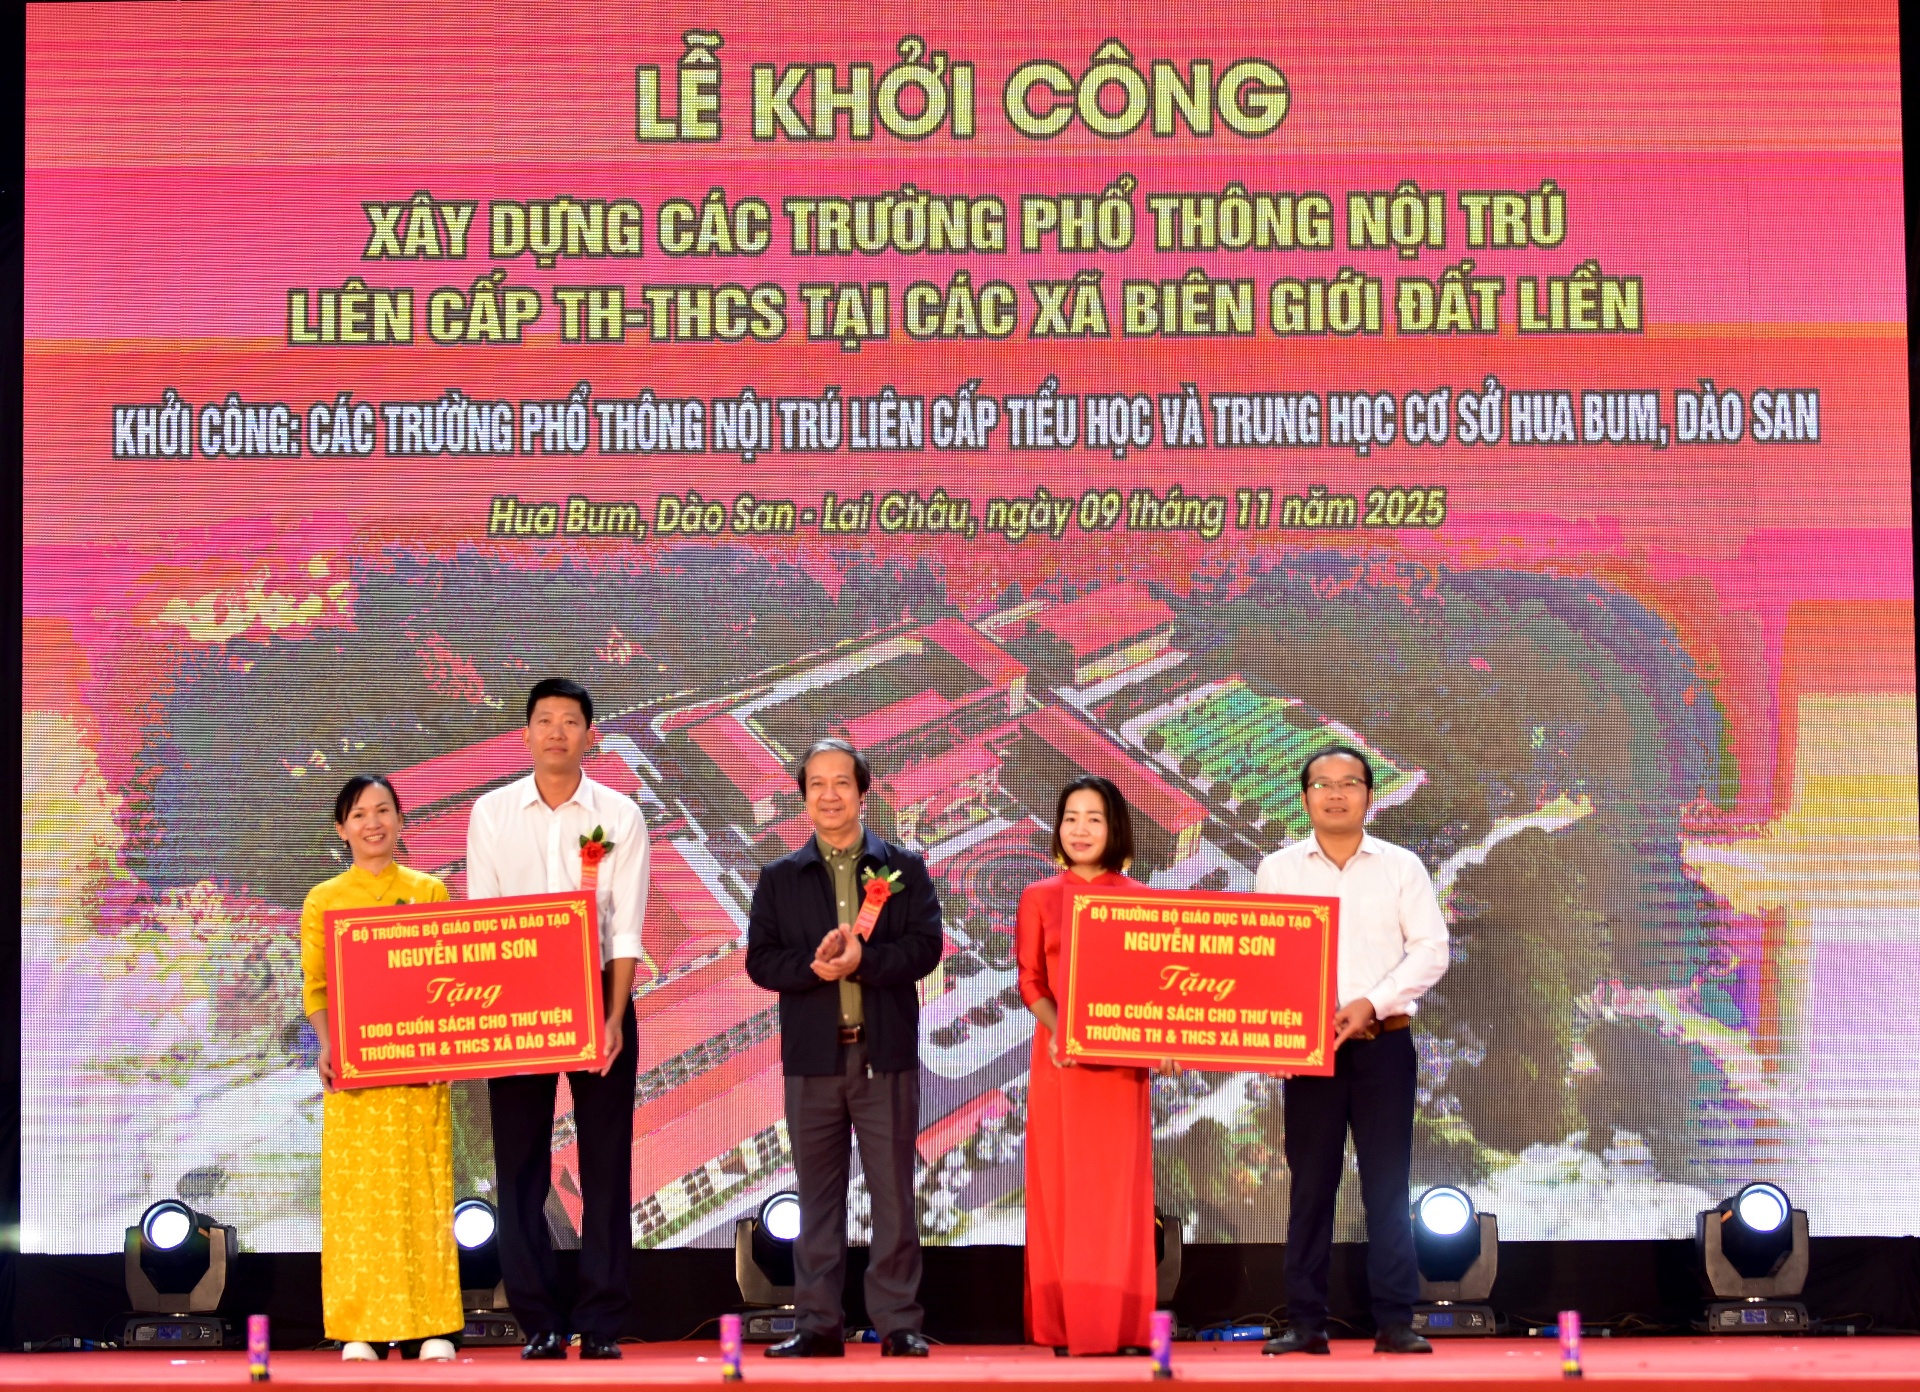 LỄ KHỞI CÔNG
XÂY DỰNG CÁC TRƯỜNG PHỔ THÔNG NỘI TRÚ
LIÊN CẤP TH-THCS TẠI CÁC XÃ BIÊN GIỚI ĐẤT LIỀN
KHỞI CÔNG: CÁC TRƯỜNG PHỔ THÔNG NỘI TRÚ LIÊN CẤP TIỂU HỌC VÀ TRUNG HỌC CƠ SỞ HUA BUM, DÀO SAN
Hua Bum, Dào San - Lai Châu, ngày 09 tháng 11 năm 2025
BỘ TRƯỞNG BỘ GIÁO DỤC VÀ ĐÀO TẠO
NGUYỄN KIM SƠN
Tặng
1000 CUỐN SÁCH CHO THƯ VIỆN
TRƯỜNG TH & THCS XÃ DÀO SAN
BỘ TRƯỞNG BỘ GIÁO DỤC VÀ ĐÀO TẠO
NGUYỄN KIM SƠN
Tặng
1000 CUỐN SÁCH CHO THƯ VIỆN
TRƯỜNG TH & THCS XÃ HUA BUM